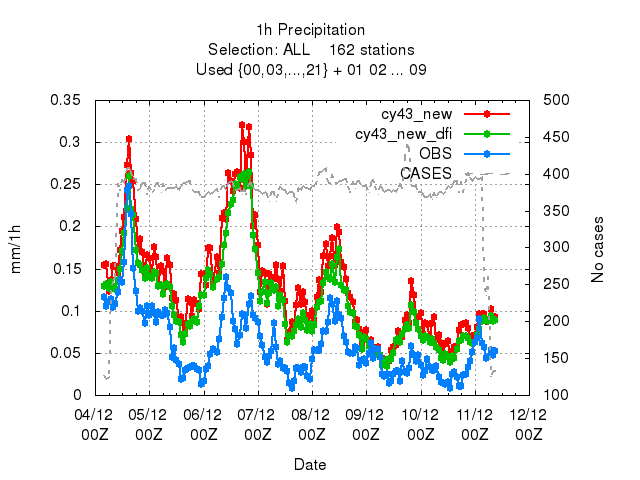 1h Precipitation
Selection: ALL    162 stations
Used {00,03,...,21} + 01 02 ... 09
0.35
0.3
0.25
0.2
0.15
0.1
0.05
0
mm/1h
cy43_new
cy43_new_dfi
OBS
CASES
500
450
400
350
300
250
200
150
100
No cases
04/12 05/12 06/12 07/12 08/12 09/12 10/12 11/12 12/12
00Z 00Z 00Z 00Z 00Z 00Z 00Z 00Z 00Z
Date